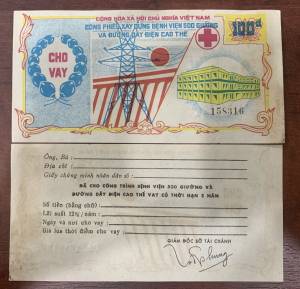 CỘNG HÒA XÃ HỘI CHỦ NGHĨA VIỆT NAM
CÔNG PHIẾU XÂY DỰNG BỆNH VIỆN 500 GIƯỜNG
VÀ ĐƯỜNG DÂY ĐIỆN CAO THẾ
100đ
CHO
VAY
158316
Ông, Bà :
Địa chỉ :
Giấy chứng minh nhân dân số :
ĐÃ CHO CÔNG TRÌNH BỆNH VIỆN 500 GIƯỜNG VÀ
ĐƯỜNG DÂY ĐIỆN CAO THẾ VAY CÓ THỜI HẠN 5 NĂM
Số tiền (bằng chữ) :
Lãi suất 12% / năm :
Ngày và nơi cho vay :
Giá lúa thời điểm cho vay :
GIÁM ĐỐC SỞ TÀI CHÁNH